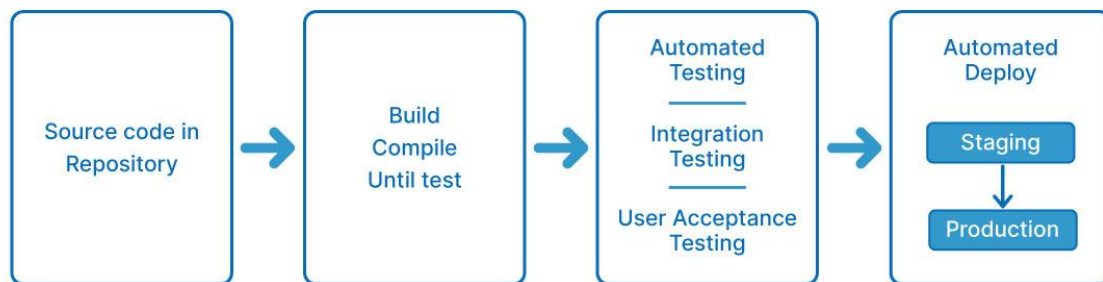 Source code in
Repository
Build
Compile
Until test
Automated
Testing
Integration
Testing
User Acceptance
Testing
Automated
Deploy
Staging
Production